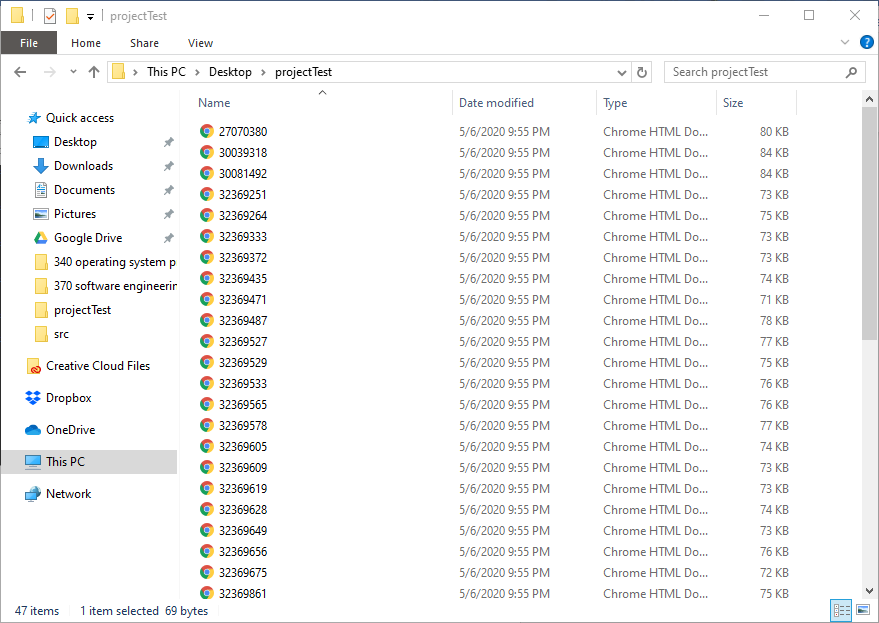 projectTest
File Home Share View
This PC Desktop projectTest Search projectTest
Name Date modified Type Size
Quick access
Desktop
Downloads
Documents
Pictures
Google Drive
340 operating system p
370 software engineerin
projectTest
src
Creative Cloud Files
Dropbox
OneDrive
This PC
Network
27070380 5/6/2020 9:55 PM Chrome HTML Do... 80 KB
30039318 5/6/2020 9:55 PM Chrome HTML Do... 84 KB
30081492 5/6/2020 9:55 PM Chrome HTML Do... 84 KB
32369251 5/6/2020 9:55 PM Chrome HTML Do... 73 KB
32369264 5/6/2020 9:55 PM Chrome HTML Do... 75 KB
32369333 5/6/2020 9:55 PM Chrome HTML Do... 73 KB
32369372 5/6/2020 9:55 PM Chrome HTML Do... 73 KB
32369435 5/6/2020 9:55 PM Chrome HTML Do... 74 KB
32369471 5/6/2020 9:55 PM Chrome HTML Do... 71 KB
32369487 5/6/2020 9:55 PM Chrome HTML Do... 78 KB
32369527 5/6/2020 9:55 PM Chrome HTML Do... 77 KB
32369529 5/6/2020 9:55 PM Chrome HTML Do... 75 KB
32369533 5/6/2020 9:55 PM Chrome HTML Do... 76 KB
32369565 5/6/2020 9:55 PM Chrome HTML Do... 76 KB
32369578 5/6/2020 9:55 PM Chrome HTML Do... 77 KB
32369605 5/6/2020 9:55 PM Chrome HTML Do... 74 KB
32369609 5/6/2020 9:55 PM Chrome HTML Do... 73 KB
32369619 5/6/2020 9:55 PM Chrome HTML Do... 73 KB
32369628 5/6/2020 9:55 PM Chrome HTML Do... 74 KB
32369649 5/6/2020 9:55 PM Chrome HTML Do... 73 KB
32369656 5/6/2020 9:55 PM Chrome HTML Do... 76 KB
32369675 5/6/2020 9:55 PM Chrome HTML Do... 72 KB
32369861 5/6/2020 9:55 PM Chrome HTML Do... 75 KB
47 items 1 item selected 69 bytes